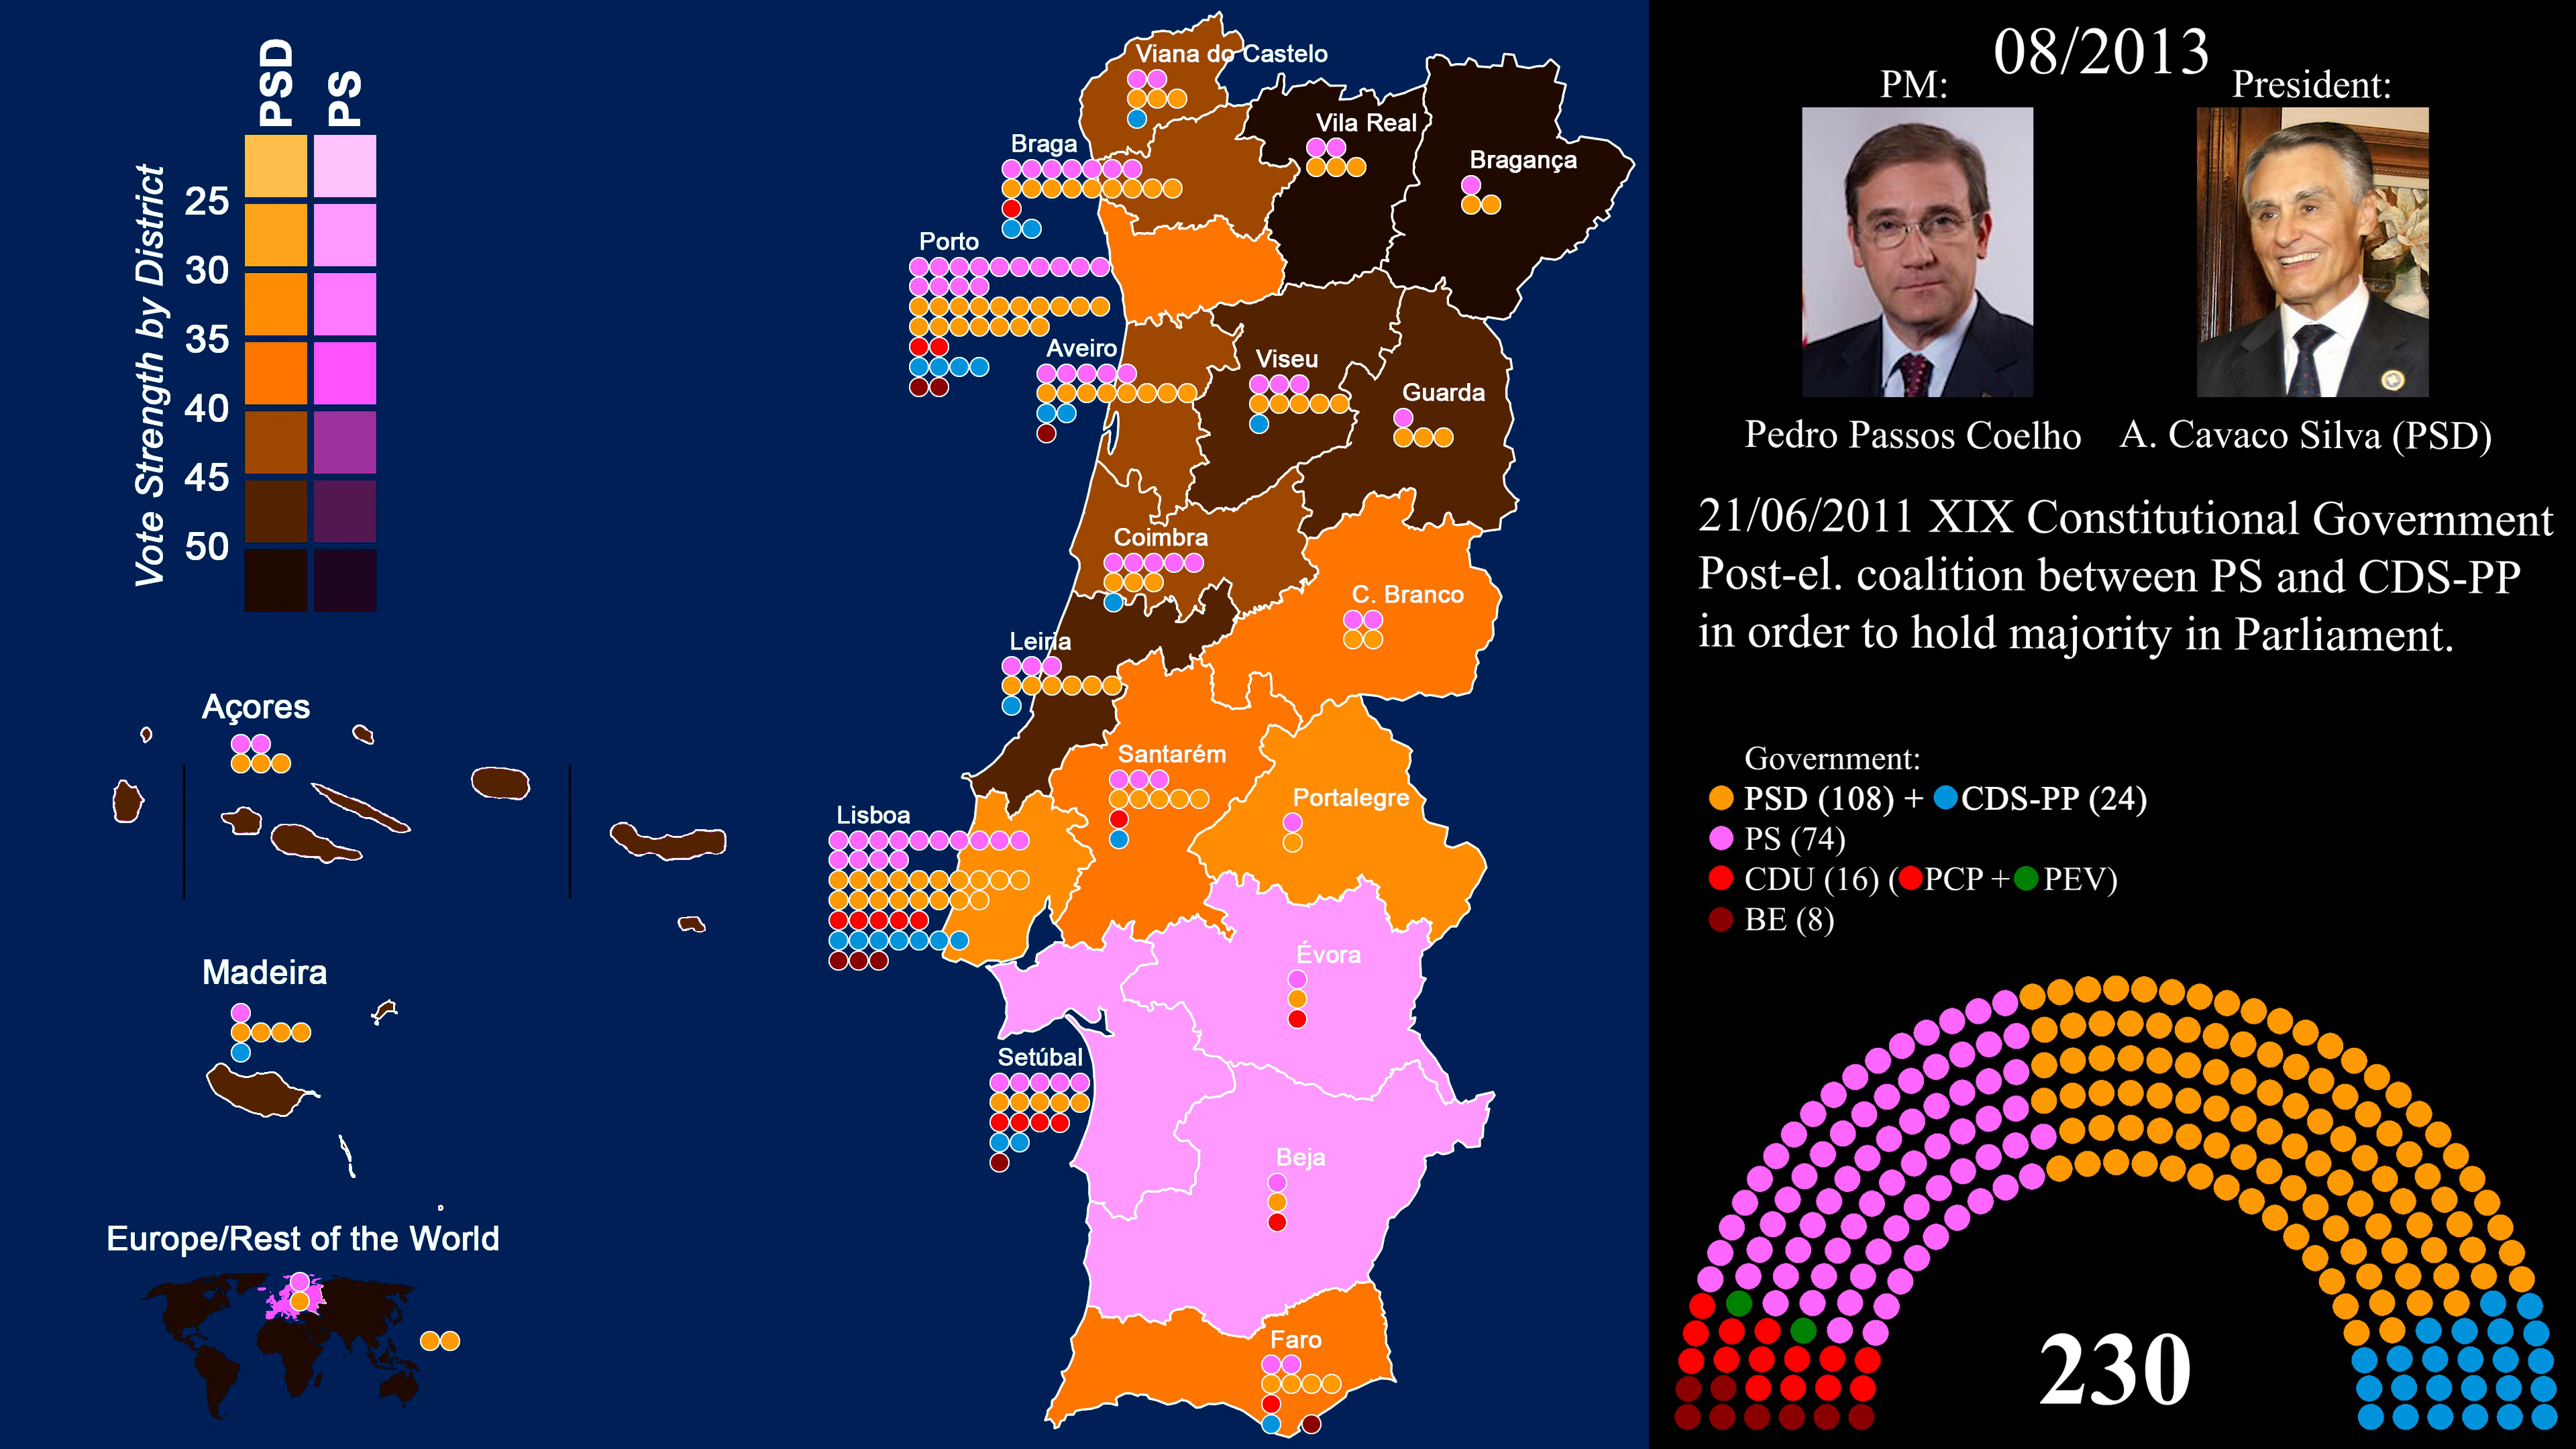 PSD
PS
Vote Strength by District
25
30
35
40
45
50
Viana do Castelo
Braga
Vila Real
Bragança
Porto
Aveiro
Viseu
Guarda
Coimbra
C. Branco
Leiria
Santarém
Portalegre
Lisboa
Évora
Setúbal
Beja
Faro
Açores
Madeira
Europe/Rest of the World
08/2013
PM:
President:
Pedro Passos Coelho
A. Cavaco Silva (PSD)
21/06/2011 XIX Constitutional Government
Post-el. coalition between PS and CDS-PP
in order to hold majority in Parliament.
Government:
PSD (108) + CDS-PP (24)
PS (74)
CDU (16) (PCP + PEV)
BE (8)
230